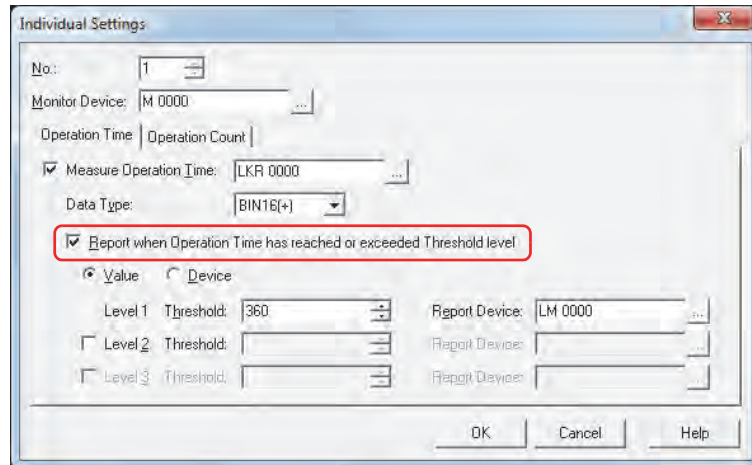 Individual Settings
No.: 1
Monitor Device: M 0000 ...
Operation Time Operation Count
Measure Operation Time: LKR 0000 ...
Data Type: BIN16(+)
Report when Operation Time has reached or exceeded Threshold level
Value Device
Level 1 Threshold: 360 Report Device: LM 0000 ...
Level 2 Threshold: Report Device: ...
Level 3 Threshold: Report Device: ...
OK Cancel Help